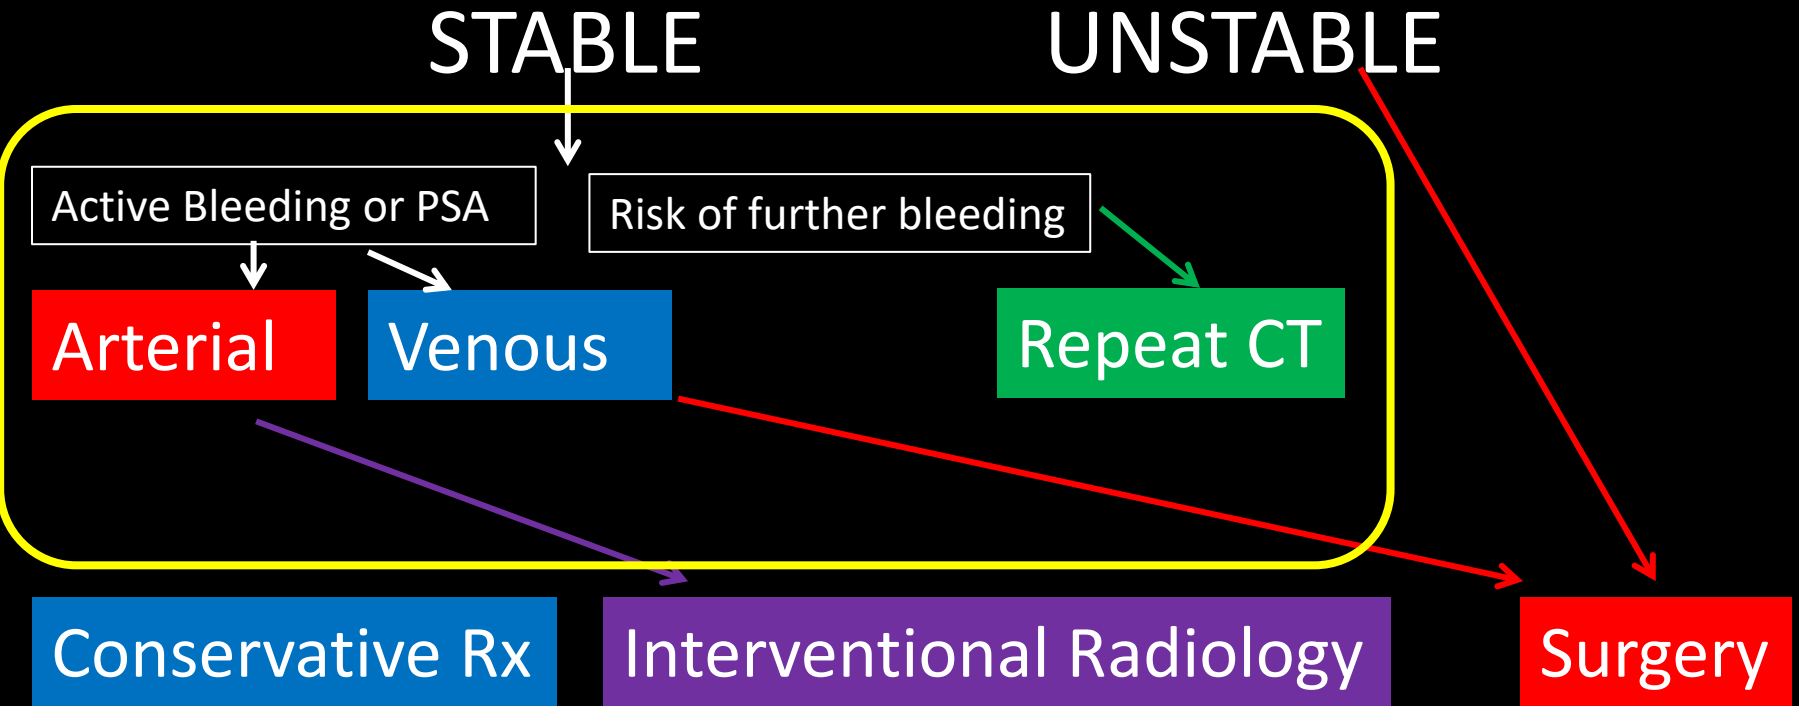 STABLE
UNSTABLE
Active Bleeding or PSA
Risk of further bleeding
Arterial
Venous
Repeat CT
Conservative Rx
Interventional Radiology
Surgery